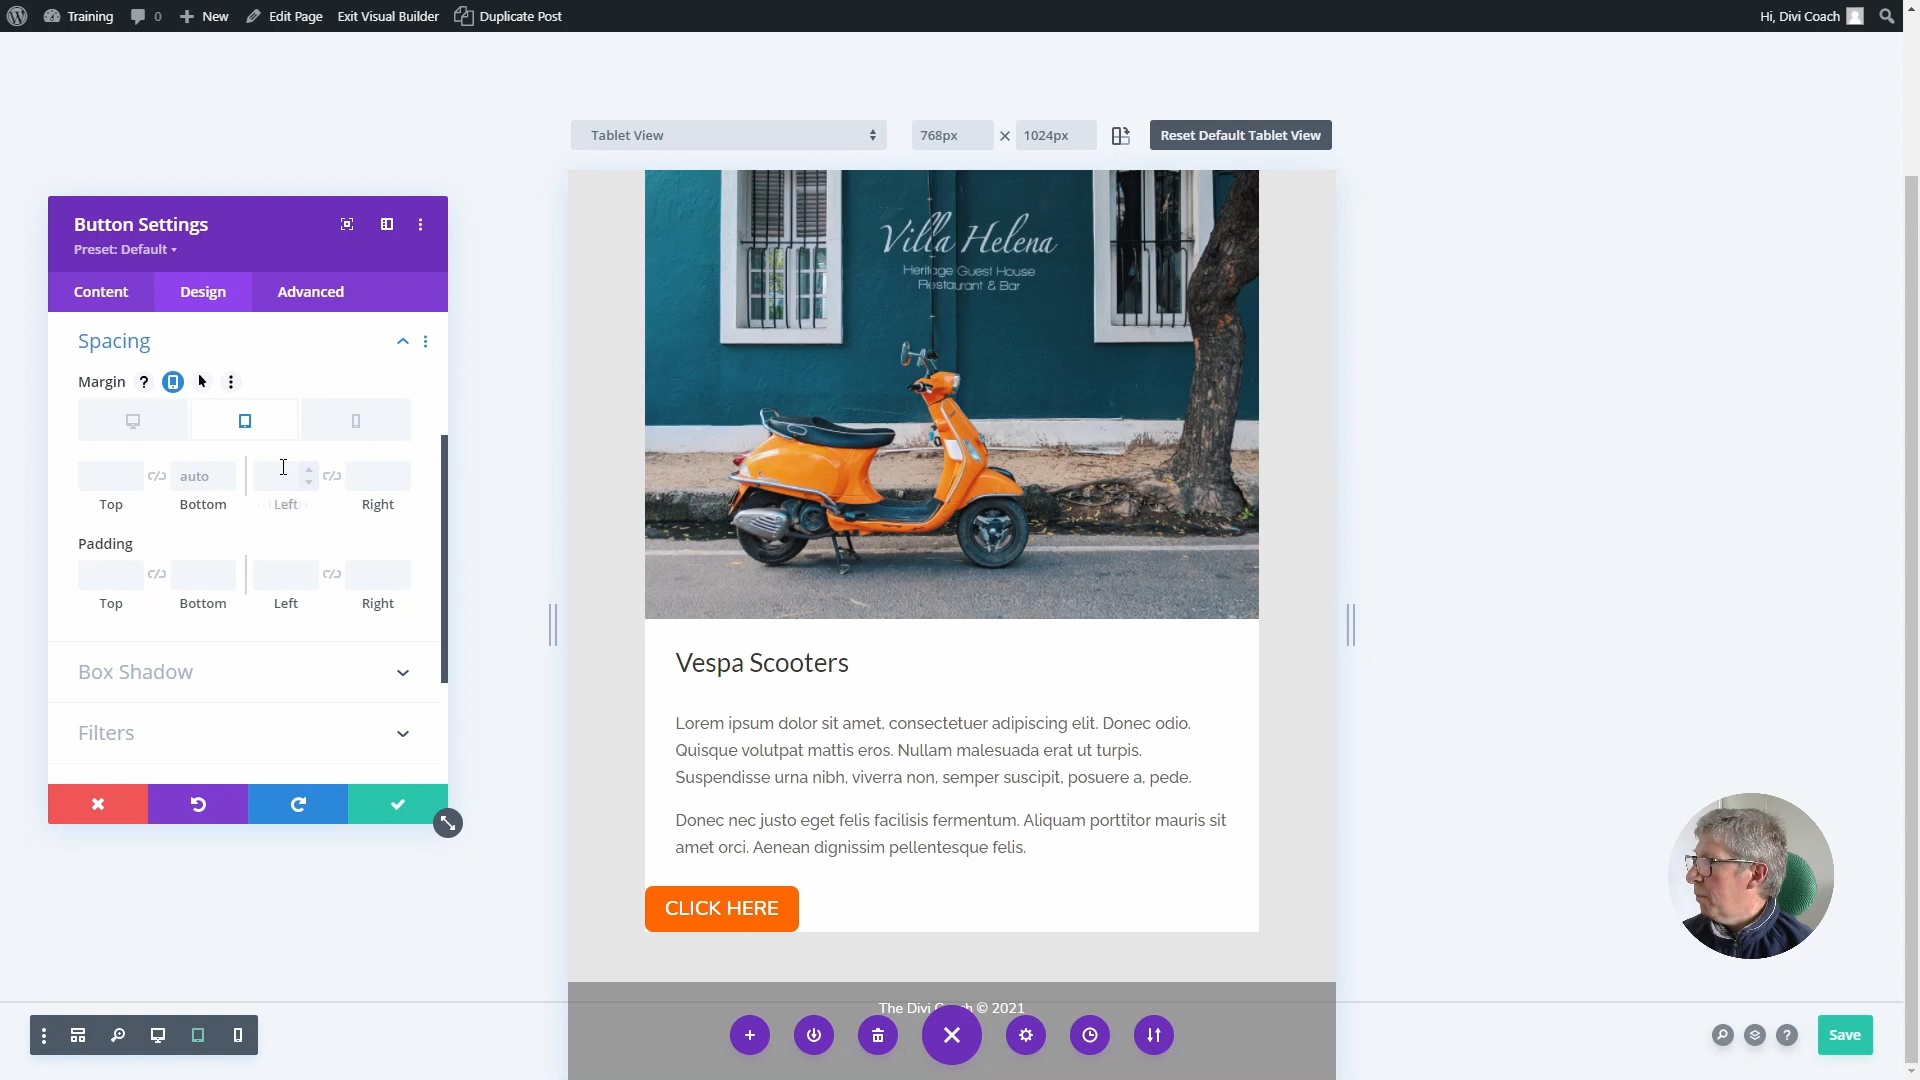 Training
0
New
Edit Page
Exit Visual Builder
Duplicate Post
Hi, Divi Coach
Tablet View
768px
1024px
Reset Default Tablet View
Button Settings
Preset: Default
Content
Design
Advanced
Spacing
Margin
auto
Top
Bottom
Left
Right
Padding
Top
Bottom
Left
Right
Box Shadow
Filters
Villa Helena
Heritage Guest House
Restaurant & Bar
Vespa Scooters
Lorem ipsum dolor sit amet, consectetuer adipiscing elit. Donec odio.
Quisque volutpat mattis eros. Nullam malesuada erat ut turpis.
Suspendisse urna nibh, viverra non, semper suscipit, posuere a, pede.
Donec nec justo eget felis facilisis fermentum. Aliquam porttitor mauris sit
amet orci. Aenean dignissim pellentesque felis.
CLICK HERE
The Divi Coach © 2021
Save